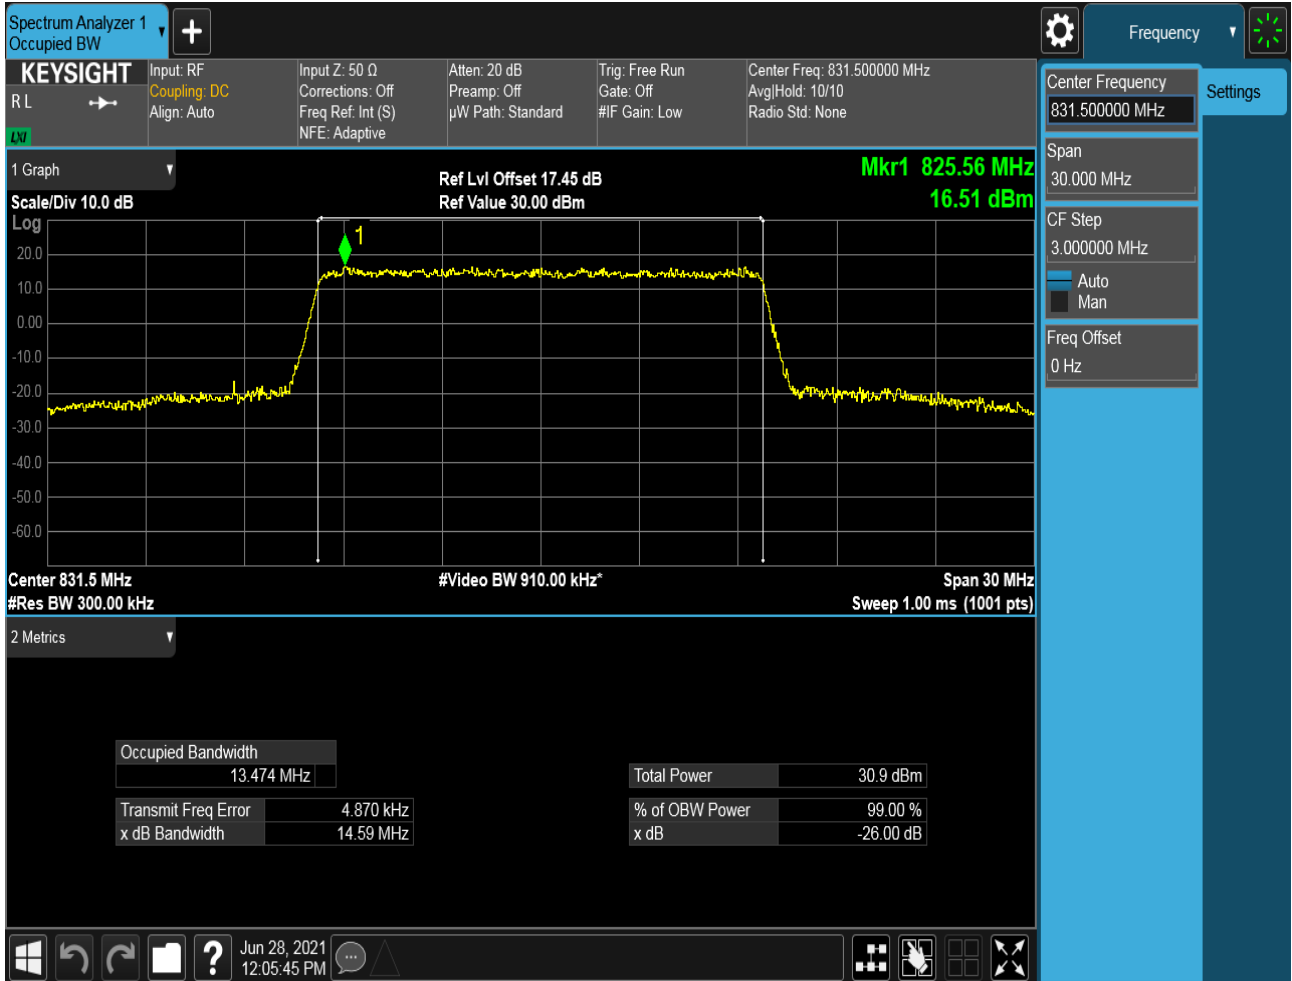 Spectrum Analyzer 1
Occupied BW
Frequency
KEYSIGHT
R L
LXI
Input: RF
Coupling: DC
Align: Auto
Input Z: 50 Ω
Corrections: Off
Freq Ref: Int (S)
NFE: Adaptive
Atten: 20 dB
Preamp: Off
µW Path: Standard
Trig: Free Run
Gate: Off
#IF Gain: Low
Center Freq: 831.500000 MHz
Avg|Hold: 10/10
Radio Std: None
Center Frequency
831.500000 MHz
Settings
Span
30.000 MHz
CF Step
3.000000 MHz
Auto
Man
Freq Offset
0 Hz
1 Graph
Scale/Div 10.0 dB
Ref Lvl Offset 17.45 dB
Ref Value 30.00 dBm
Mkr1 825.56 MHz
16.51 dBm
Log
1
20.0
10.0
0.00
-10.0
-20.0
-30.0
-40.0
-50.0
-60.0
Center 831.5 MHz
#Res BW 300.00 kHz
#Video BW 910.00 kHz*
Span 30 MHz
Sweep 1.00 ms (1001 pts)
2 Metrics
Occupied Bandwidth
13.474 MHz
Total Power 30.9 dBm
Transmit Freq Error 4.870 kHz
% of OBW Power 99.00 %
x dB Bandwidth 14.59 MHz
x dB -26.00 dB
?
Jun 28, 2021
12:05:45 PM